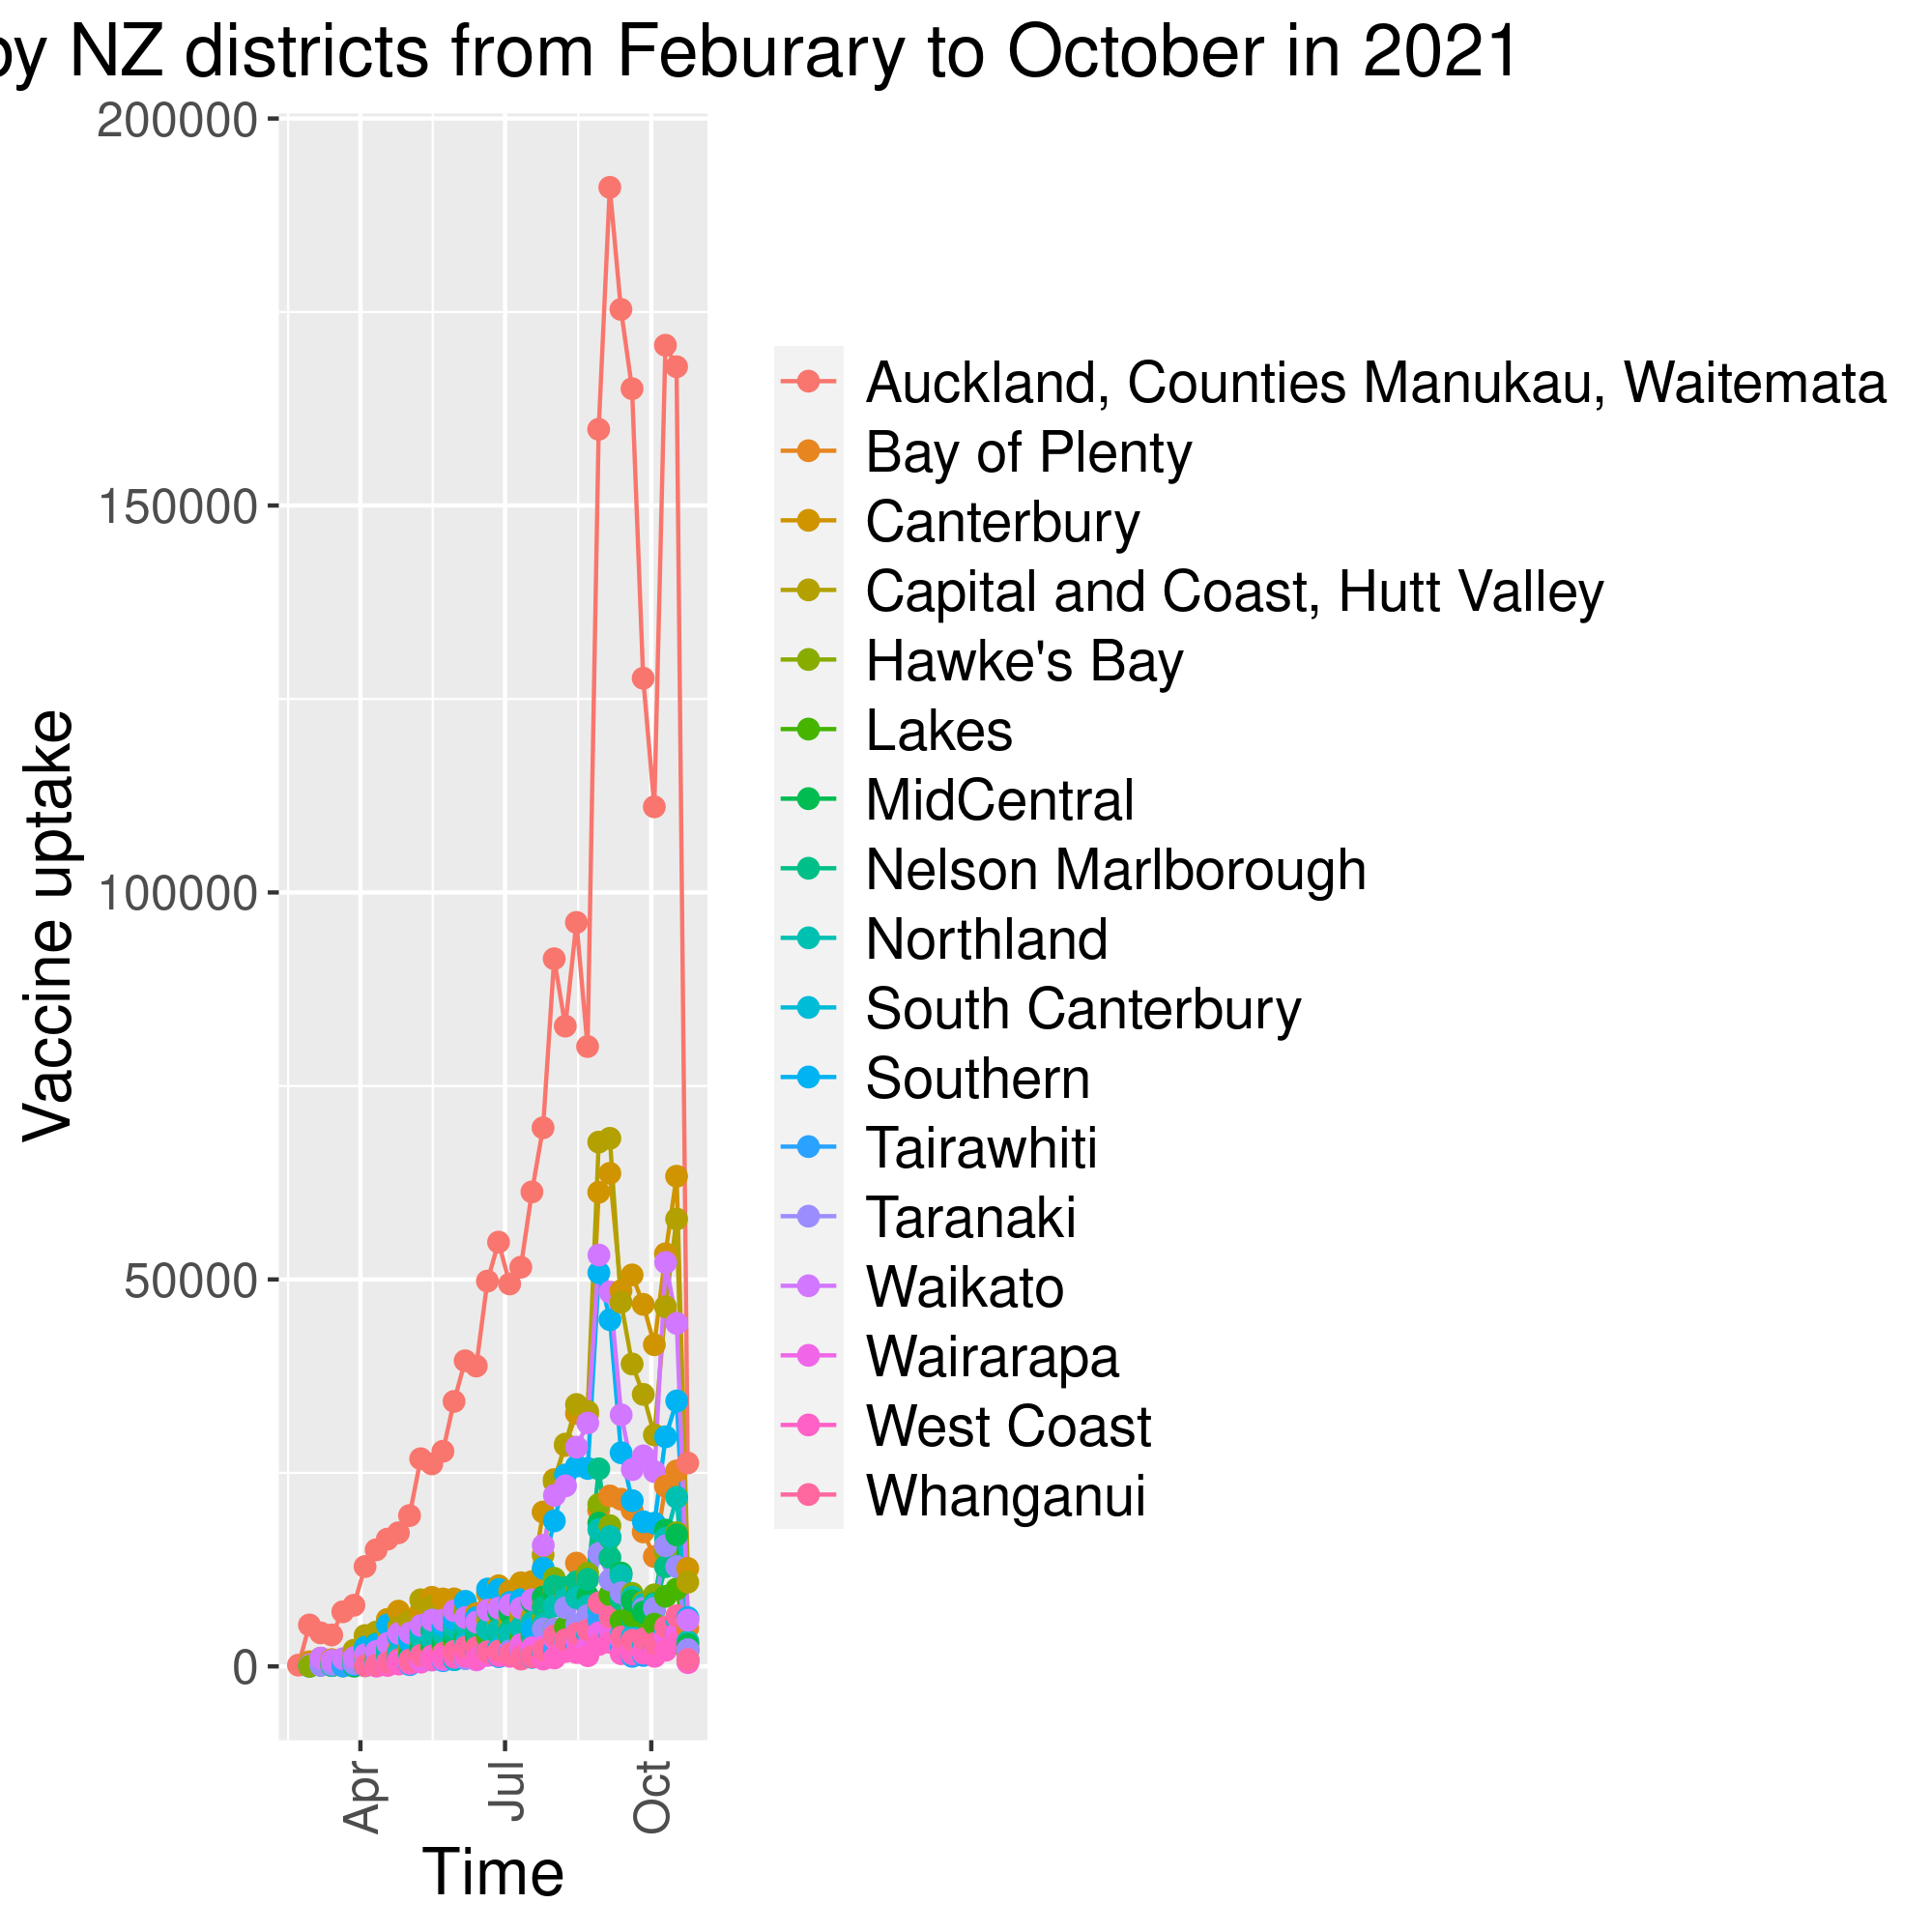 by NZ districts from Feburary to October in 2021
200000
150000
100000
50000
0
Vaccine uptake
Apr
Jul
Oct
Time
Auckland, Counties Manukau, Waitemata
Bay of Plenty
Canterbury
Capital and Coast, Hutt Valley
Hawke's Bay
Lakes
MidCentral
Nelson Marlborough
Northland
South Canterbury
Southern
Tairawhiti
Taranaki
Waikato
Wairarapa
West Coast
Whanganui